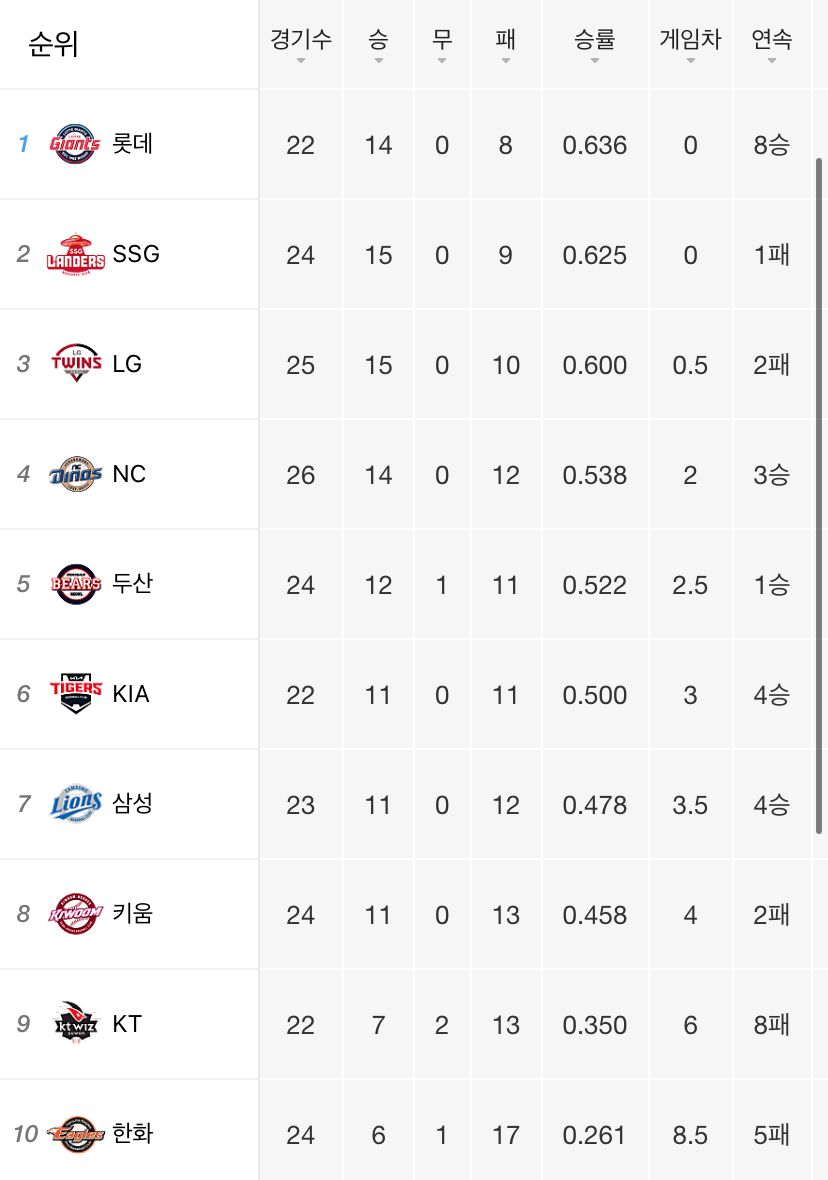 순위 경기수 승 무 패 승률 게임차 연속
1 Giants 롯데 22 14 0 8 0.636 0 8승
2 SSG LANDERS SSG 24 15 0 9 0.625 0 1패
3 LG TWINS LG 25 15 0 10 0.600 0.5 2패
4 NC DINOS NC 26 14 0 12 0.538 2 3승
5 BEARS 두산 24 12 1 11 0.522 2.5 1승
6 TIGERS KIA 22 11 0 11 0.500 3 4승
7 SAMSUNG Lions 삼성 23 11 0 12 0.478 3.5 4승
8 KIWOOM 키움 24 11 0 13 0.458 4 2패
9 kt wiz KT 22 7 2 13 0.350 6 8패
10 Eagles 한화 24 6 1 17 0.261 8.5 5패